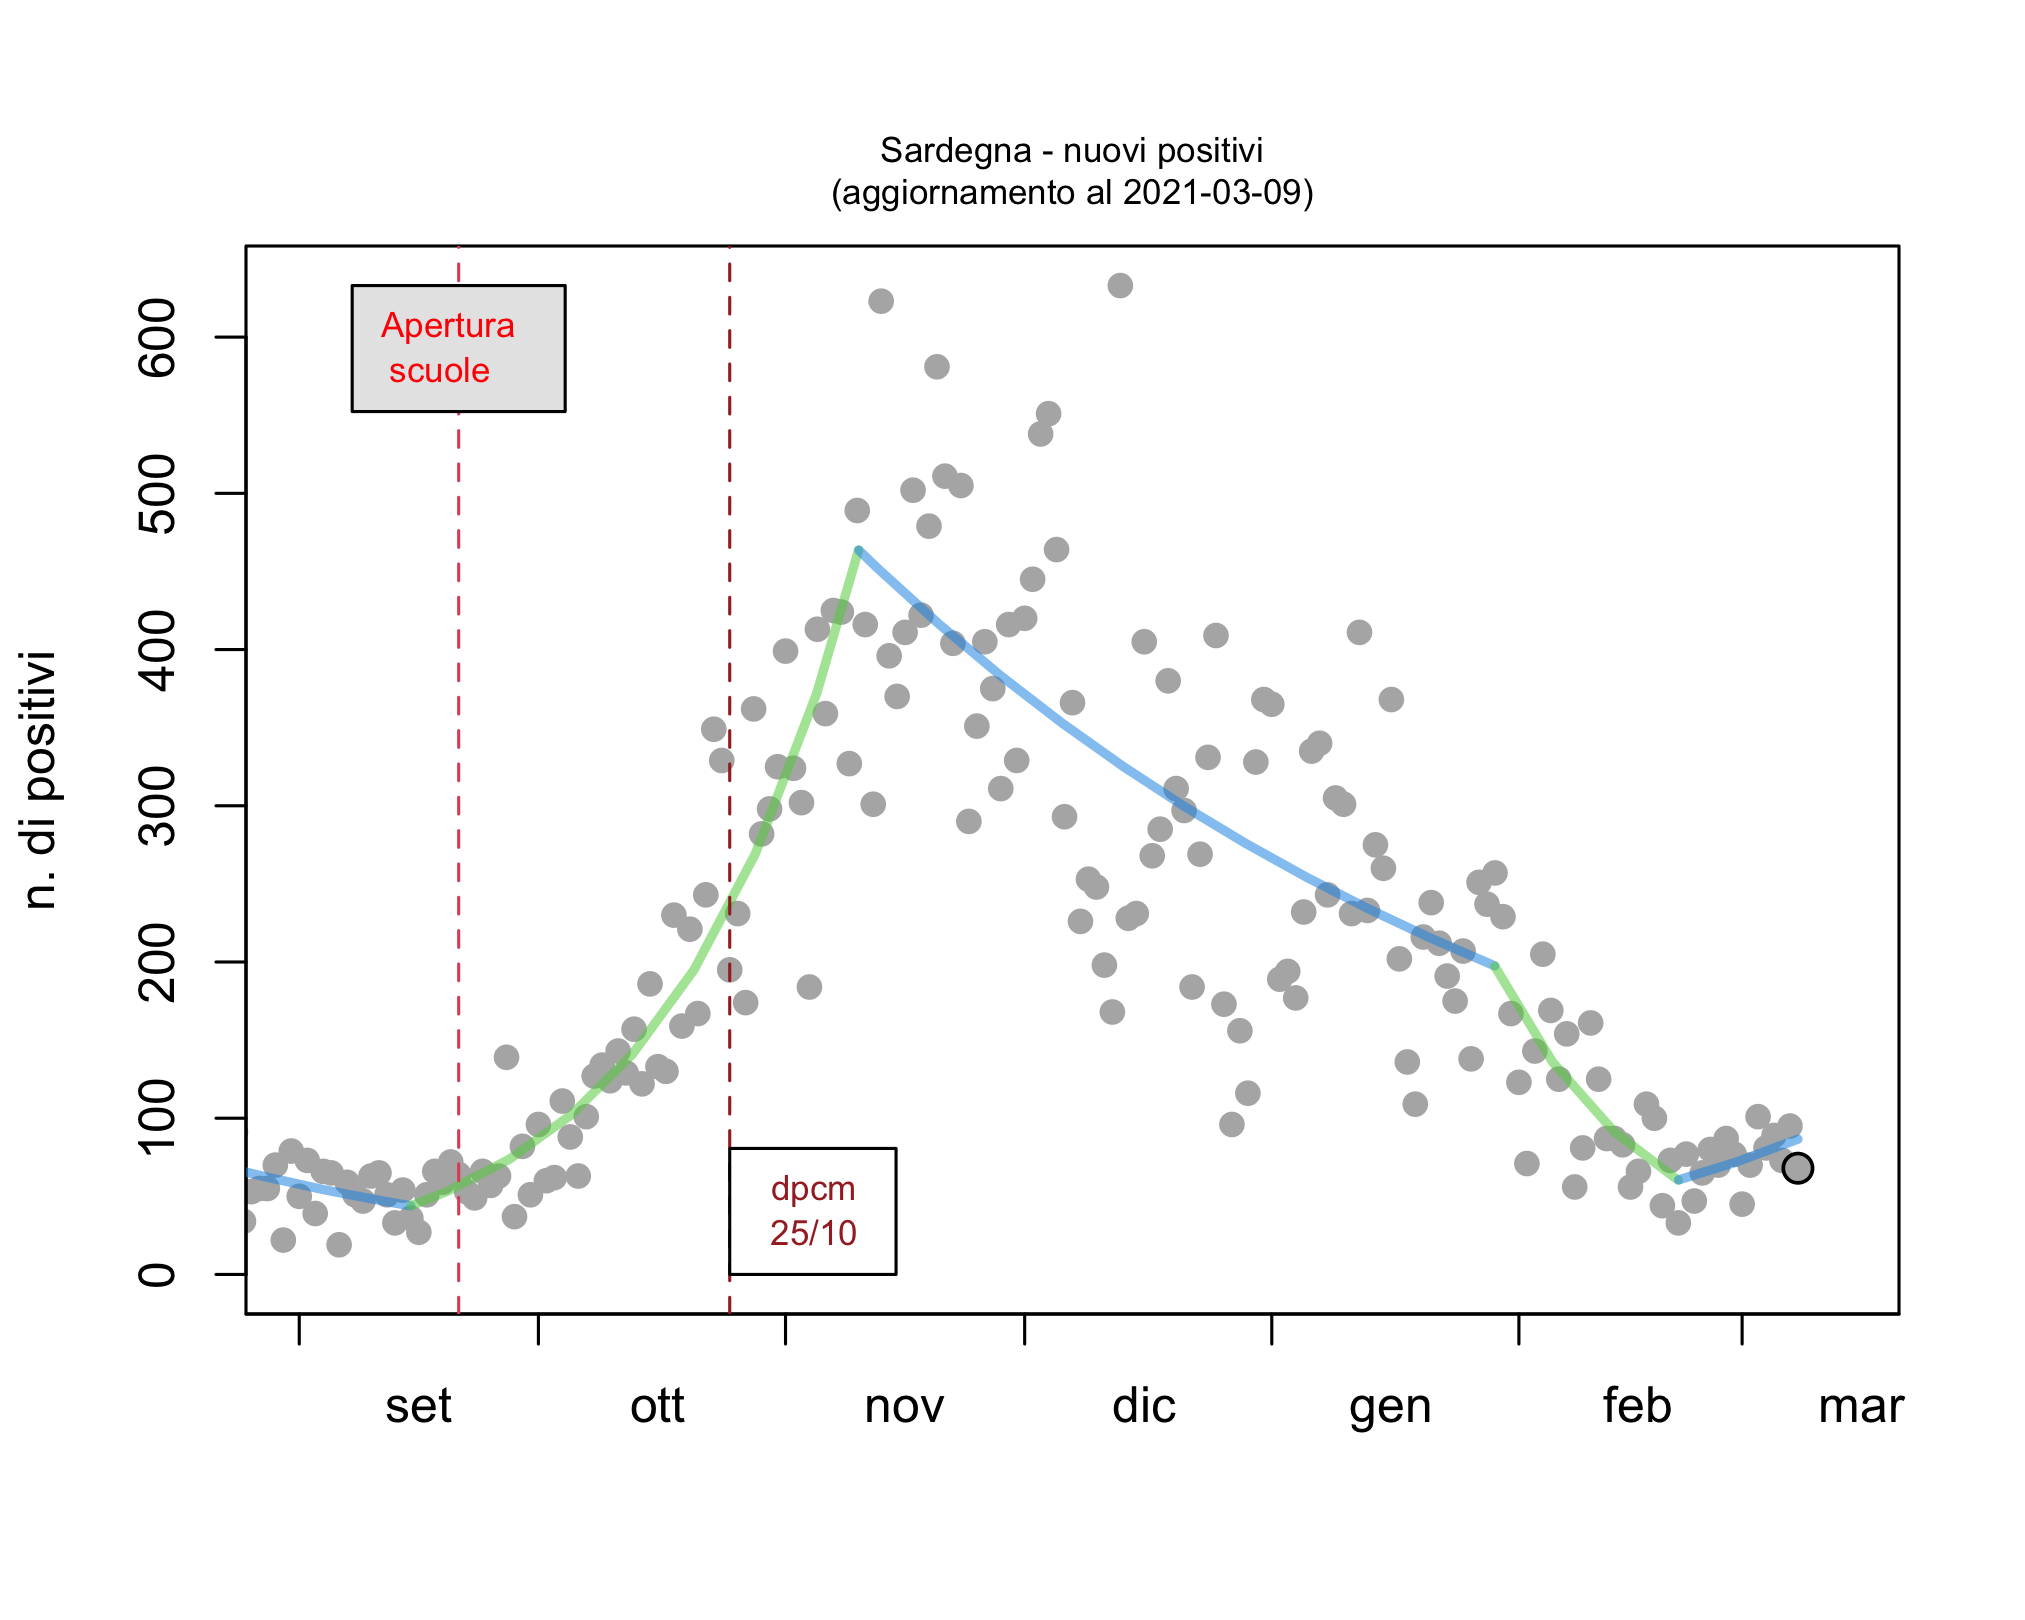 Sardegna - nuovi positivi
(aggiornamento al 2021-03-09)
n. di positivi
600
500
400
300
200
100
0
Apertura
scuole
dpcm
25/10
set
ott
nov
dic
gen
feb
mar